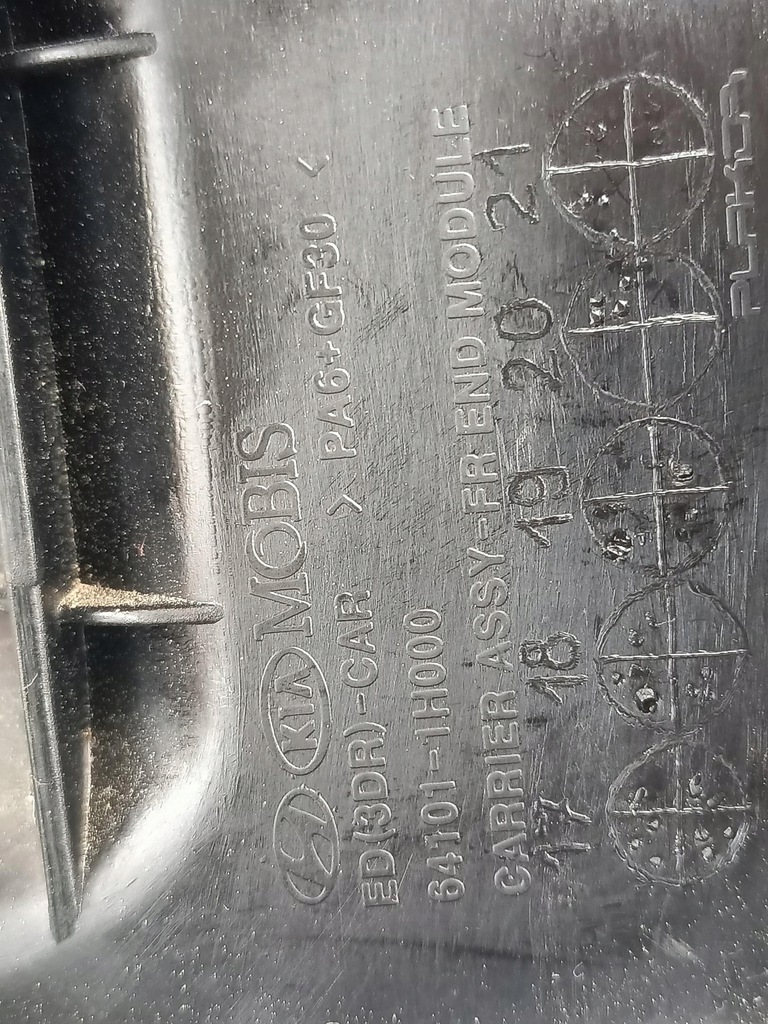 KIA MOBIS
ED(3DR)-CAR >PA6+GF30<
64101-1H000
CARRIER ASSY-FR END MODULE
17 18 19 20 21
PLAKOR